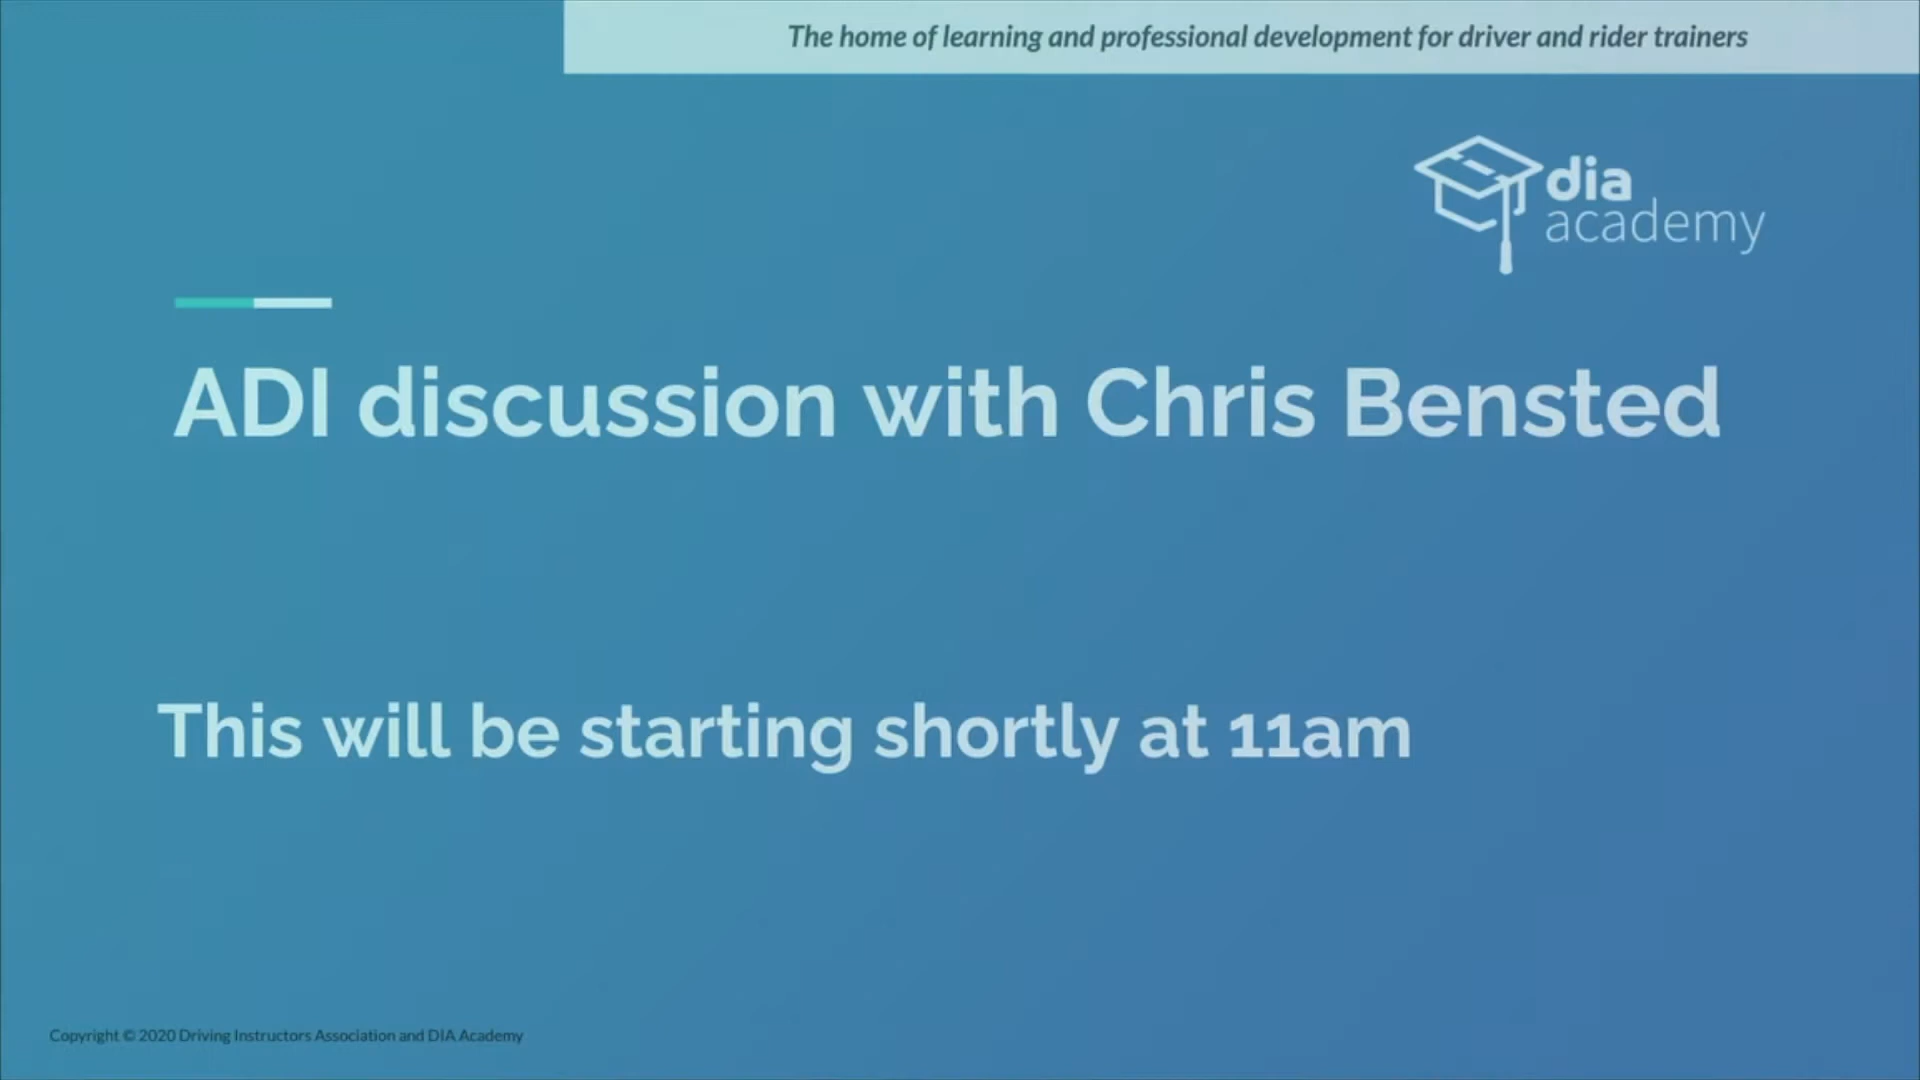 The home of learning and professional development for driver and rider trainers
dia
academy
ADI discussion with Chris Bensted
This will be starting shortly at 11am
Copyright © 2020 Driving Instructors Association and DIA Academy